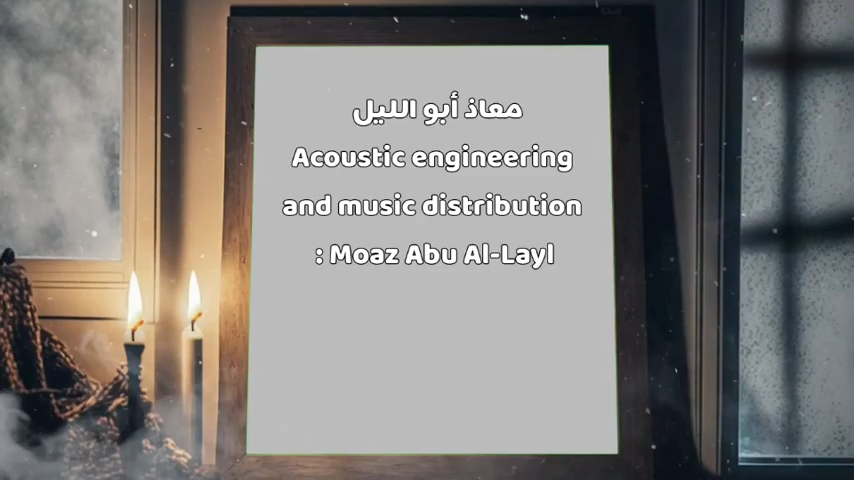 معاذ أبو الليل
Acoustic engineering
and music distribution
: Moaz Abu Al-Layl